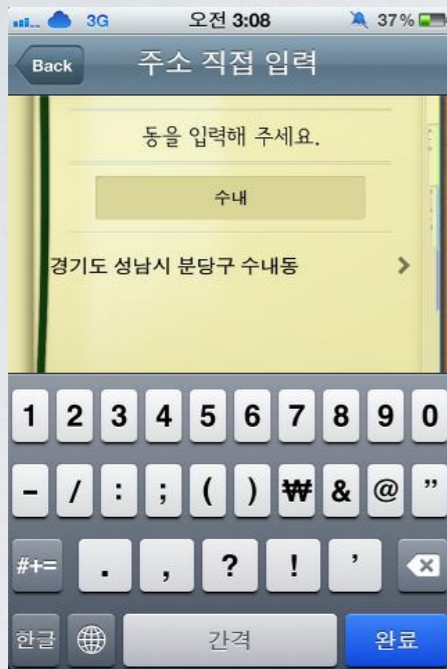 3G 오전 3:08 37%
Back 주소 직접 입력
동을 입력해 주세요.
수내
경기도 성남시 분당구 수내동
1 2 3 4 5 6 7 8 9 0
- / : ; ( ) ₩ & @ ”
#+= . , ? ! ’
한글 간격 완료